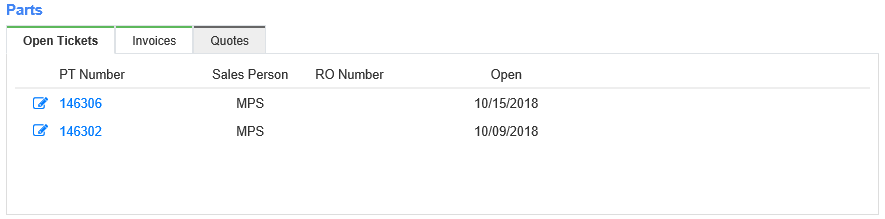 Parts
Open Tickets Invoices Quotes
PT Number Sales Person RO Number Open
146306 MPS 10/15/2018
146302 MPS 10/09/2018